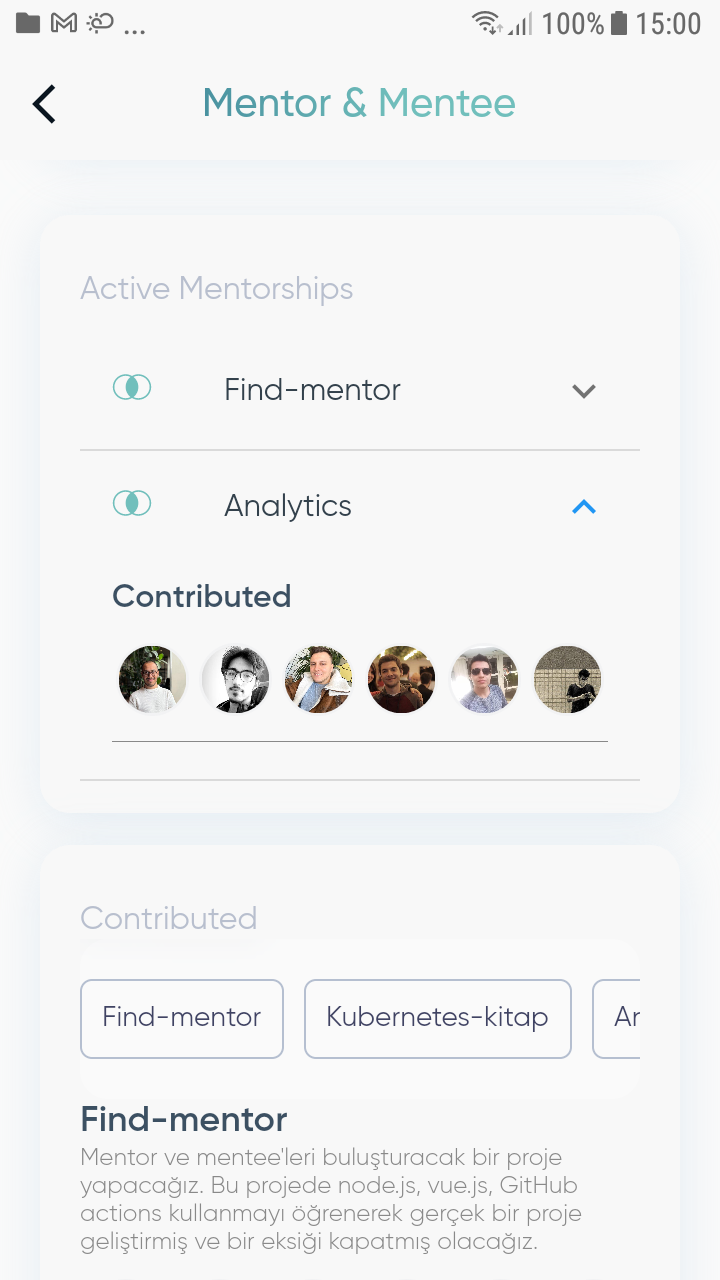 ... 100% 15:00
Mentor & Mentee
Active Mentorships
Find-mentor
Analytics
Contributed
Contributed
Find-mentor Kubernetes-kitap Ar
Find-mentor
Mentor ve mentee'leri buluşturacak bir proje
yapacağız. Bu projede node.js, vue.js, GitHub
actions kullanmayı öğrenerek gerçek bir proje
geliştirmiş ve bir eksiği kapatmış olacağız.